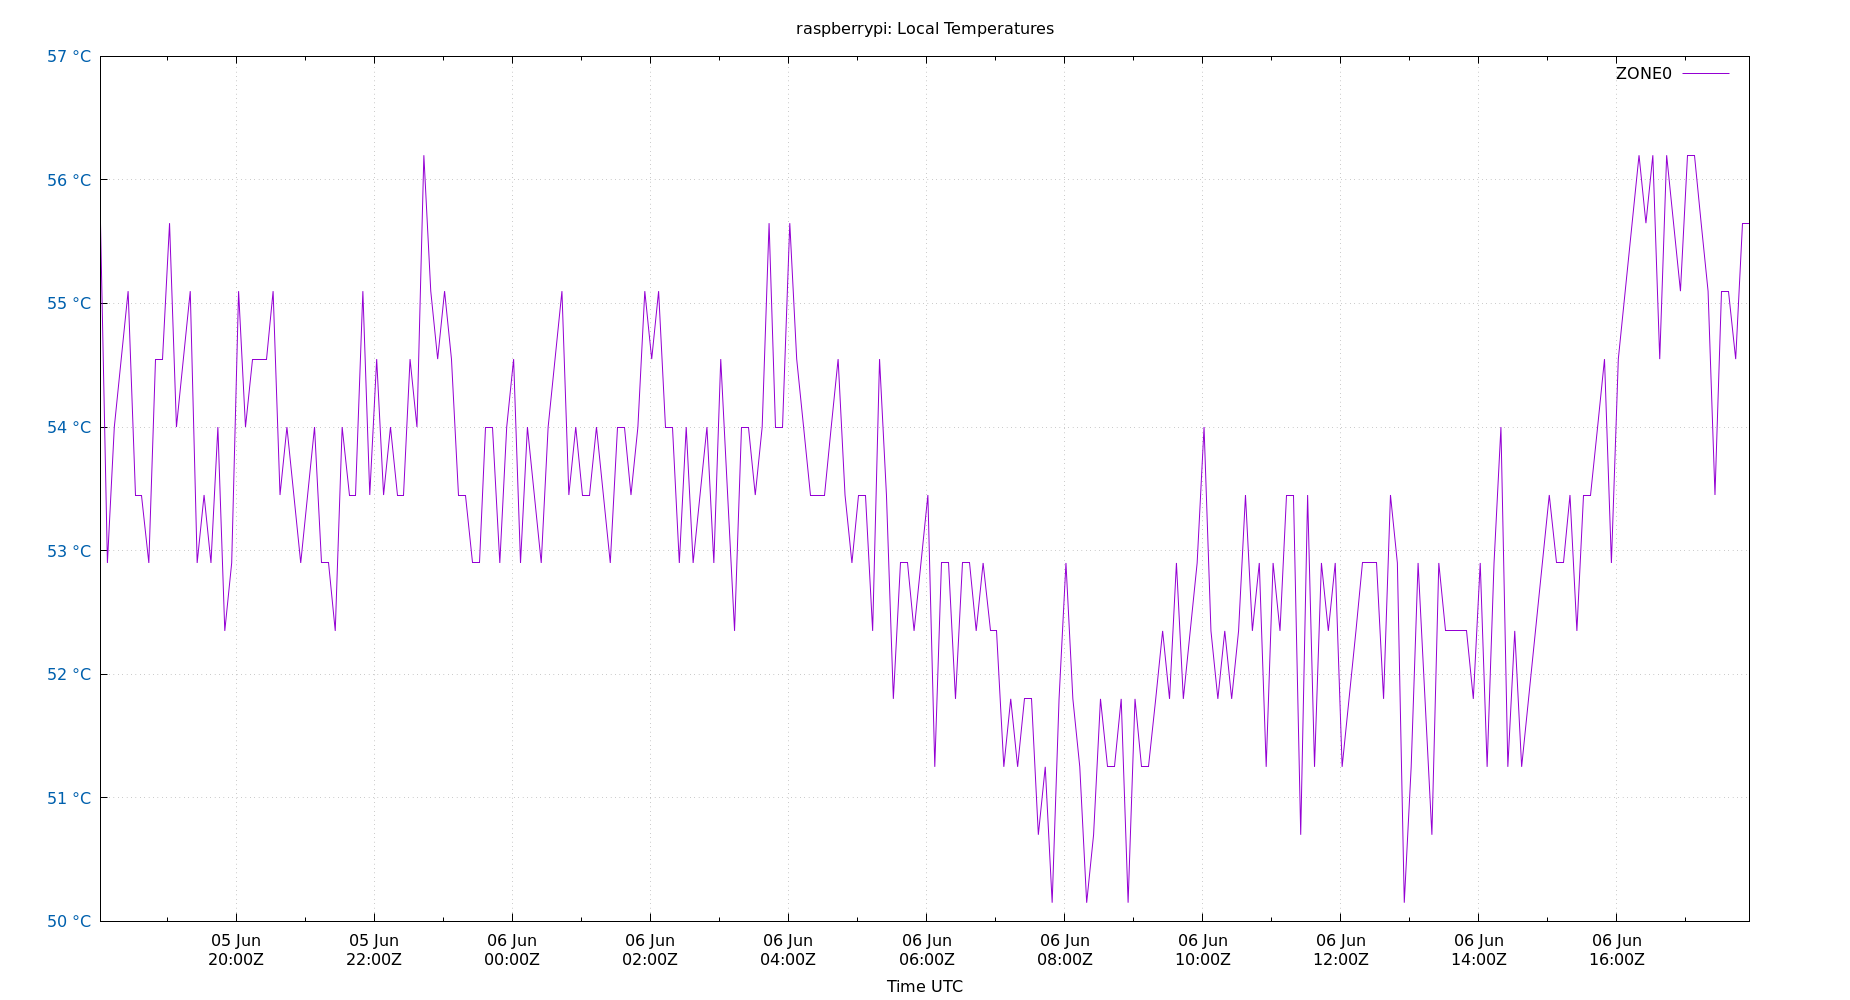 raspberrypi: Local Temperatures
57 °C
ZONE0
56 °C
55 °C
54 °C
53 °C
52 °C
51 °C
50 °C
05 Jun 05 Jun 06 Jun 06 Jun 06 Jun 06 Jun 06 Jun 06 Jun 06 Jun 06 Jun 06 Jun
20:00Z 22:00Z 00:00Z 02:00Z 04:00Z 06:00Z 08:00Z 10:00Z 12:00Z 14:00Z 16:00Z
Time UTC